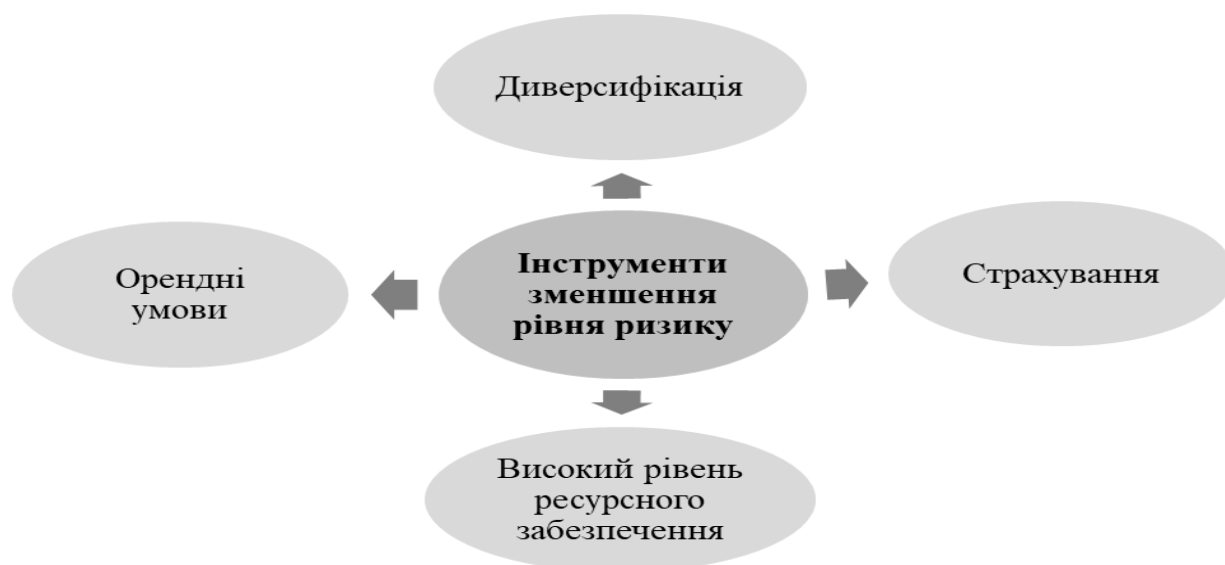 Диверсифікація
Орендні
умови
Інструменти
зменшення
рівня ризику
Страхування
Високий рівень
ресурсного
забезпечення